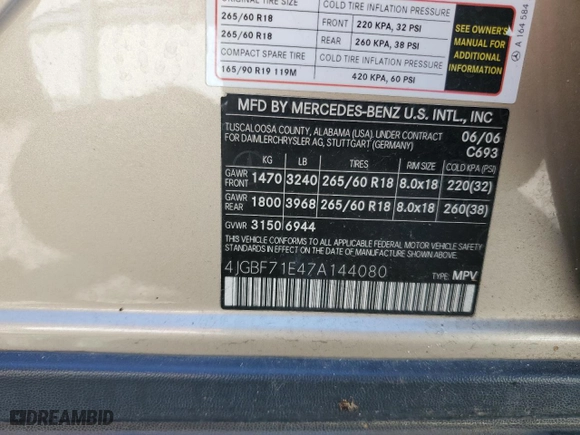 ORIGINAL TIRE SIZE COLD TIRE INFLATION PRESSURE
265/60 R18 FRONT 220 KPA, 32 PSI
265/60 R18 REAR 260 KPA, 38 PSI
COMPACT SPARE TIRE COLD TIRE INFLATION PRESSURE
165/90 R19 119M 420 KPA, 60 PSI
SEE OWNER'S
MANUAL FOR
ADDITIONAL
INFORMATION
A 164 584
MFD BY MERCEDES-BENZ U.S. INTL., INC
TUSCALOOSA COUNTY, ALABAMA (USA). UNDER CONTRACT 06/06
FOR DAIMLERCHRYSLER AG, STUTTGART (GERMANY) C693
KG LB TIRES RIM SIZE COLD KPA (PSI)
GAWR FRONT 1470 3240 265/60 R18 8.0x18 220(32)
GAWR REAR 1800 3968 265/60 R18 8.0x18 260(38)
GVWR 3150 6944
THIS VEHICLE CONFORMS TO ALL APPLICABLE FEDERAL MOTOR VEHICLE SAFETY
STANDARDS IN EFFECT ON THE DATE OF MANUFACTURE SHOWN ABOVE.
4JGBF71E47A144080 TYPE: MPV
DREAMBID